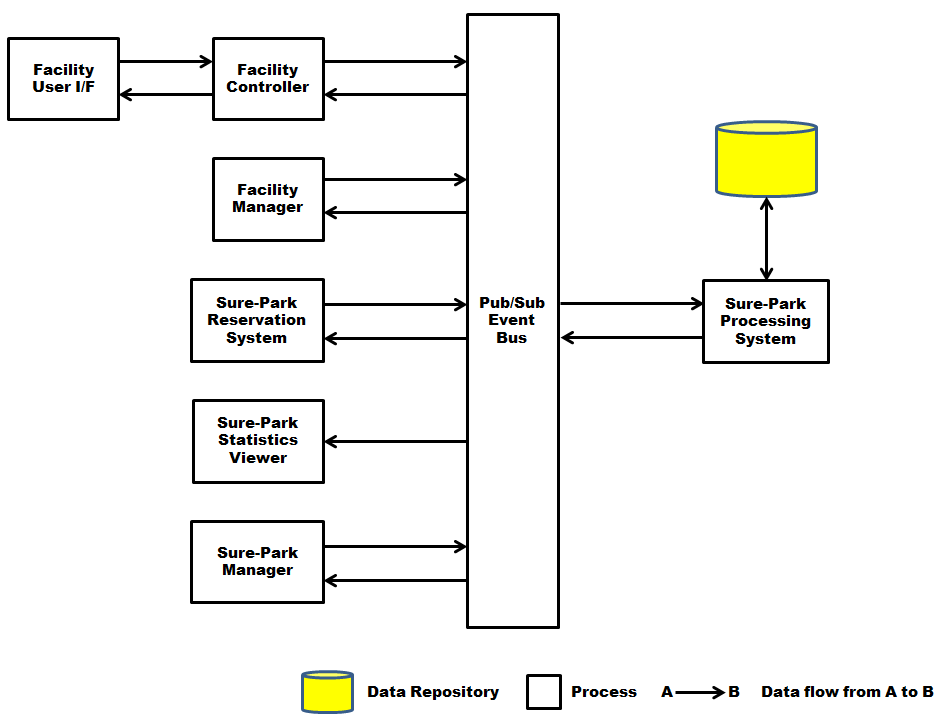 Facility
User I/F
Facility
Controller
Facility
Manager
Sure-Park
Reservation
System
Pub/Sub
Event
Bus
Sure-Park
Processing
System
Sure-Park
Statistics
Viewer
Sure-Park
Manager
Data Repository
Process
A B Data flow from A to B